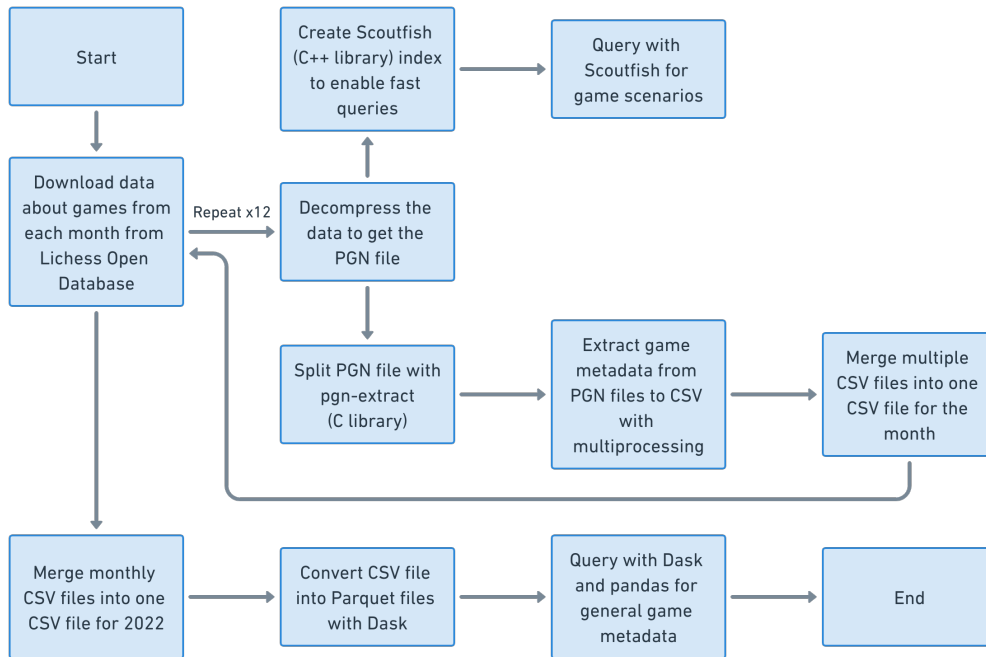 Start
Create Scoutfish
(C++ library) index
to enable fast
queries
Query with
Scoutfish for
game scenarios
Download data
about games from
each month from
Lichess Open
Database
Repeat x12
Decompress the
data to get the
PGN file
Split PGN file with
pgn-extract
(C library)
Extract game
metadata from
PGN files to CSV
with
multiprocessing
Merge multiple
CSV files into one
CSV file for the
month
Merge monthly
CSV files into one
CSV file for 2022
Convert CSV file
into Parquet files
with Dask
Query with Dask
and pandas for
general game
metadata
End